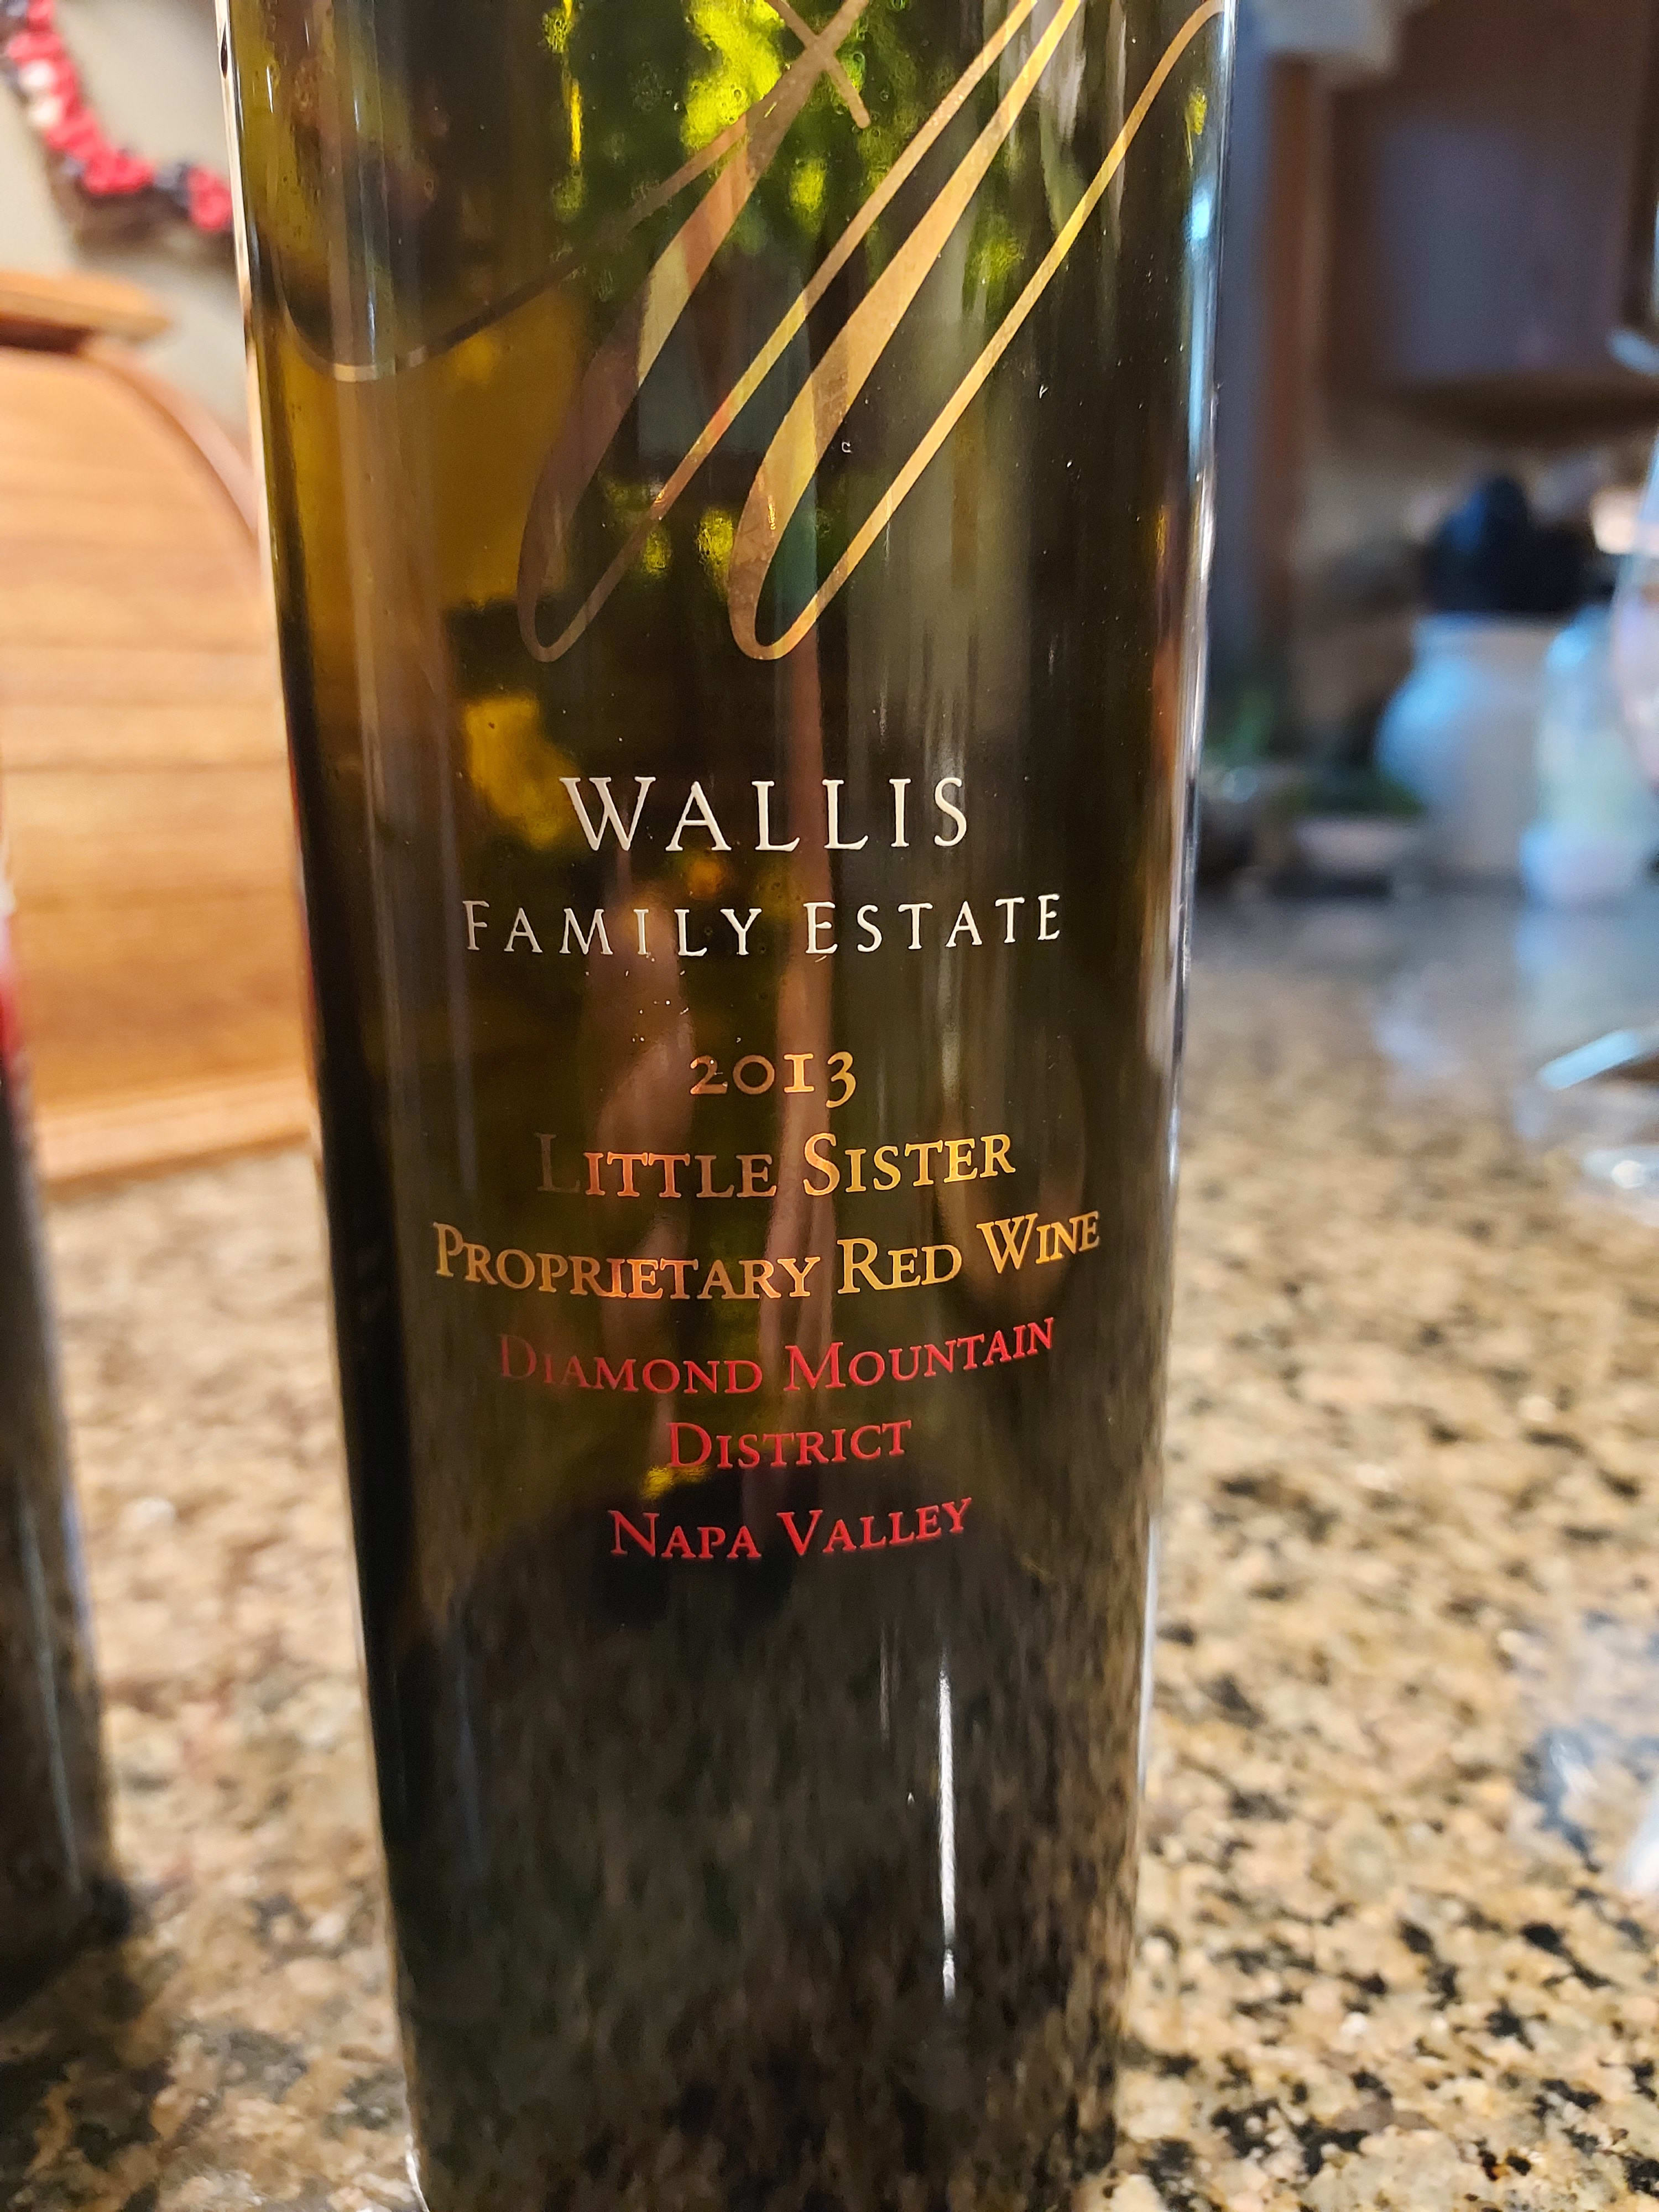 W
WALLIS
FAMILY ESTATE
2013
LITTLE SISTER
PROPRIETARY RED WINE
DIAMOND MOUNTAIN
DISTRICT
NAPA VALLEY